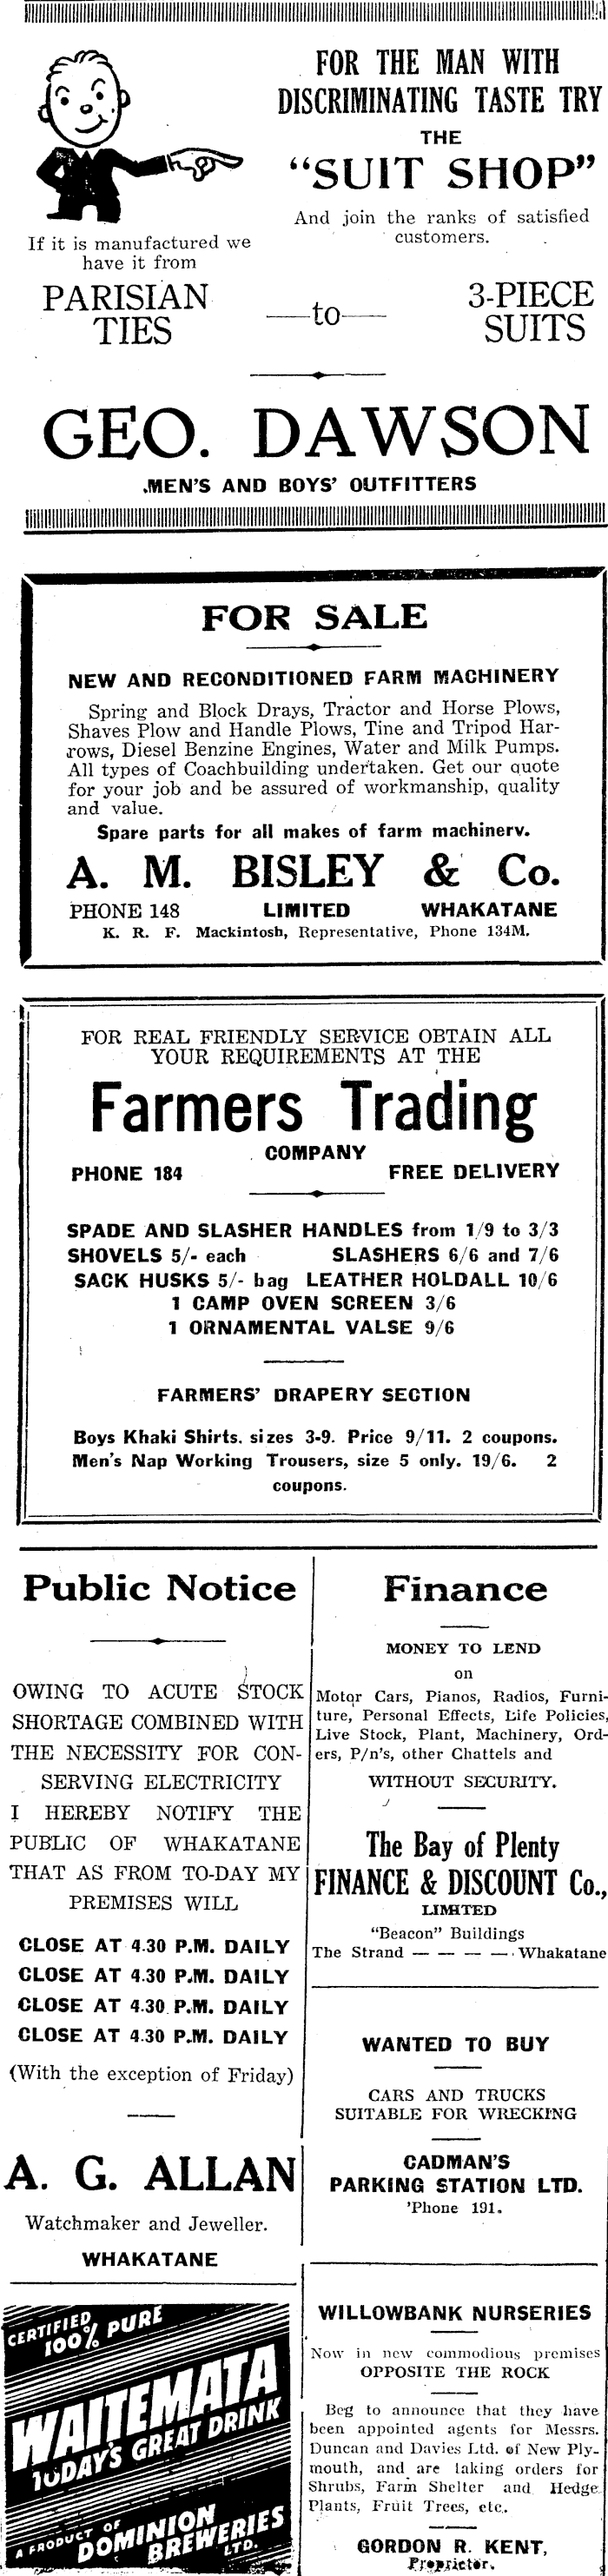 FOR THE MAN WITH
DISCRIMINATING TASTE TRY
THE
"SUIT SHOP"
And join the ranks of satisfied
customers.
If it is manufactured we
have it from
PARISIAN
TIES
—to—
3-PIECE
SUITS
GEO. DAWSON
MEN'S AND BOYS' OUTFITTERS
FOR SALE
NEW AND RECONDITIONED FARM MACHINERY
Spring and Block Drays, Tractor and Horse Plows,
Shaves Plow and Handle Plows, Tine and Tripod Har-
rows, Diesel Benzine Engines, Water and Milk Pumps.
All types of Coachbuilding undertaken. Get our quote
for your job and be assured of workmanship, quality
and value.
Spare parts for all makes of farm machinery.
A. M. BISLEY & Co.
PHONE 148 LIMITED WHAKATANE
K. R. F. Mackintosh, Representative, Phone 134M.
FOR REAL FRIENDLY SERVICE OBTAIN ALL
YOUR REQUIREMENTS AT THE
Farmers Trading
COMPANY
PHONE 184 FREE DELIVERY
SPADE AND SLASHER HANDLES from 1/9 to 3/3
SHOVELS 5/- each SLASHERS 6/6 and 7/6
SACK HUSKS 5/- bag LEATHER HOLDALL 10/6
1 CAMP OVEN SCREEN 3/6
1 ORNAMENTAL VALSE 9/6
FARMERS' DRAPERY SECTION
Boys Khaki Shirts. sizes 3-9. Price 9/11. 2 coupons.
Men's Nap Working Trousers, size 5 only. 19/6. 2
coupons.
Public Notice
OWING TO ACUTE STOCK
SHORTAGE COMBINED WITH
THE NECESSITY FOR CON-
SERVING ELECTRICITY
I HEREBY NOTIFY THE
PUBLIC OF WHAKATANE
THAT AS FROM TO-DAY MY
PREMISES WILL
CLOSE AT 4.30 P.M. DAILY
CLOSE AT 4.30 P.M. DAILY
CLOSE AT 4.30 P.M. DAILY
CLOSE AT 4.30 P.M. DAILY
(With the exception of Friday)
A. G. ALLAN
Watchmaker and Jeweller.
WHAKATANE
CERTIFIED
100% PURE
WAITEMATA
TODAY'S GREAT DRINK
A PRODUCT OF
DOMINION
BREWERIES
LTD.
Finance
MONEY TO LEND
on
Motor Cars, Pianos, Radios, Furni-
ture, Personal Effects, Life Policies,
Live Stock, Plant, Machinery, Ord-
ers, P/n's, other Chattels and
WITHOUT SECURITY.
The Bay of Plenty
FINANCE & DISCOUNT Co.,
LIMITED
"Beacon" Buildings
The Strand — — — — Whakatane
WANTED TO BUY
CARS AND TRUCKS
SUITABLE FOR WRECKING
CADMAN'S
PARKING STATION LTD.
'Phone 191.
WILLOWBANK NURSERIES
Now in new commodious premises
OPPOSITE THE ROCK
Beg to announce that they have
been appointed agents for Messrs.
Duncan and Davies Ltd. of New Ply-
mouth, and are taking orders for
Shrubs, Farm Shelter and Hedge
Plants, Fruit Trees, etc.
GORDON R. KENT,
Proprietor.